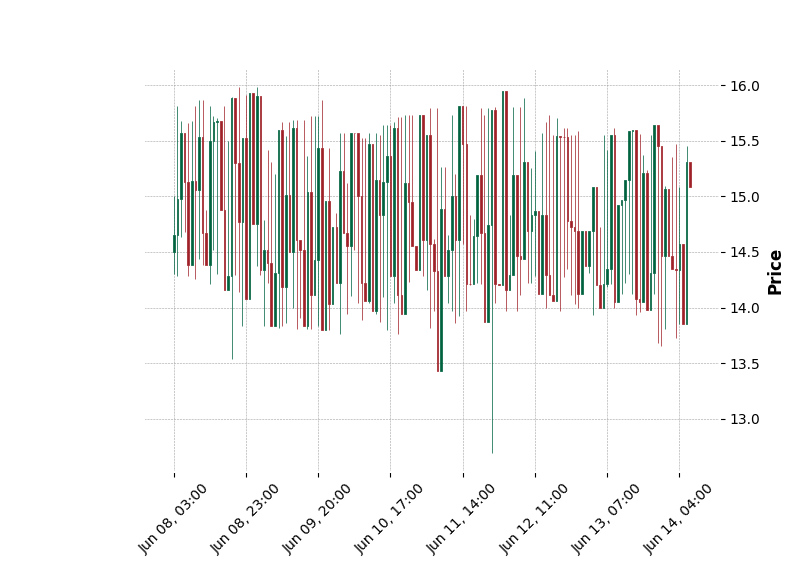 16.0
15.5
15.0
14.5
14.0
13.5
13.0
Price
Jun 08, 03:00
Jun 08, 23:00
Jun 09, 20:00
Jun 10, 17:00
Jun 11, 14:00
Jun 12, 11:00
Jun 13, 07:00
Jun 14, 04:00